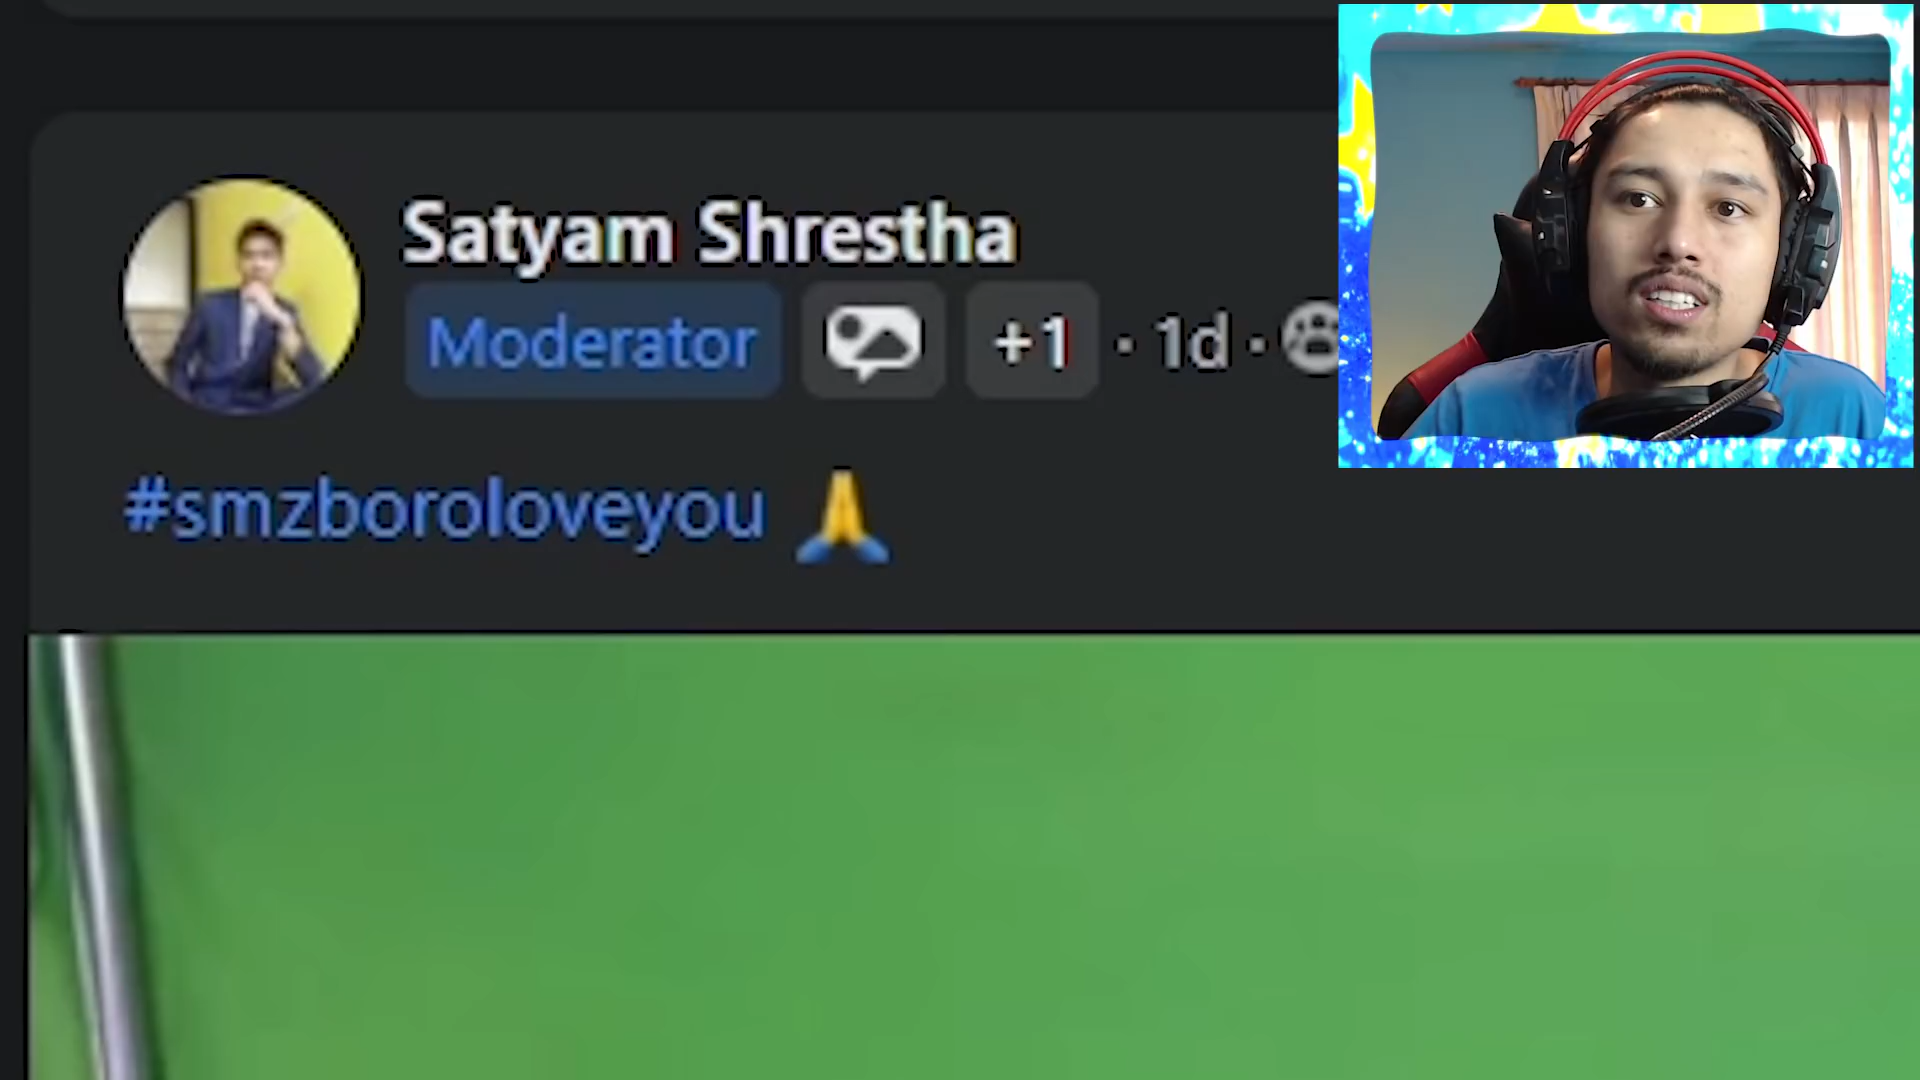 Satyam Shrestha
Moderator +1 · 1d ·
#smzboroloveyou 🙏